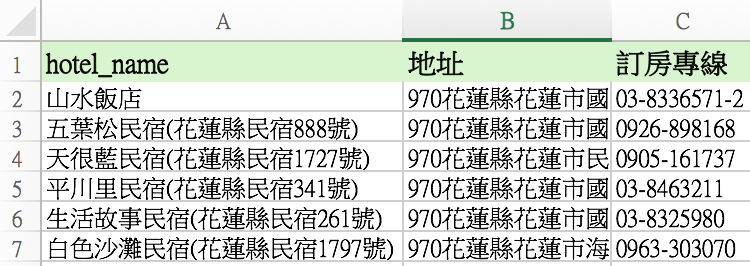 A B C
1 hotel_name 地址 訂房專線
2 山水飯店 970花蓮縣花蓮市國 03-8336571-2
3 五葉松民宿(花蓮縣民宿888號) 970花蓮縣花蓮市國 0926-898168
4 天很藍民宿(花蓮縣民宿1727號) 970花蓮縣花蓮市民 0905-161737
5 平川里民宿(花蓮縣民宿341號) 970花蓮縣花蓮市國 03-8463211
6 生活故事民宿(花蓮縣民宿261號) 970花蓮縣花蓮市國 03-8325980
7 白色沙灘民宿(花蓮縣民宿1797號) 970花蓮縣花蓮市海 0963-303070